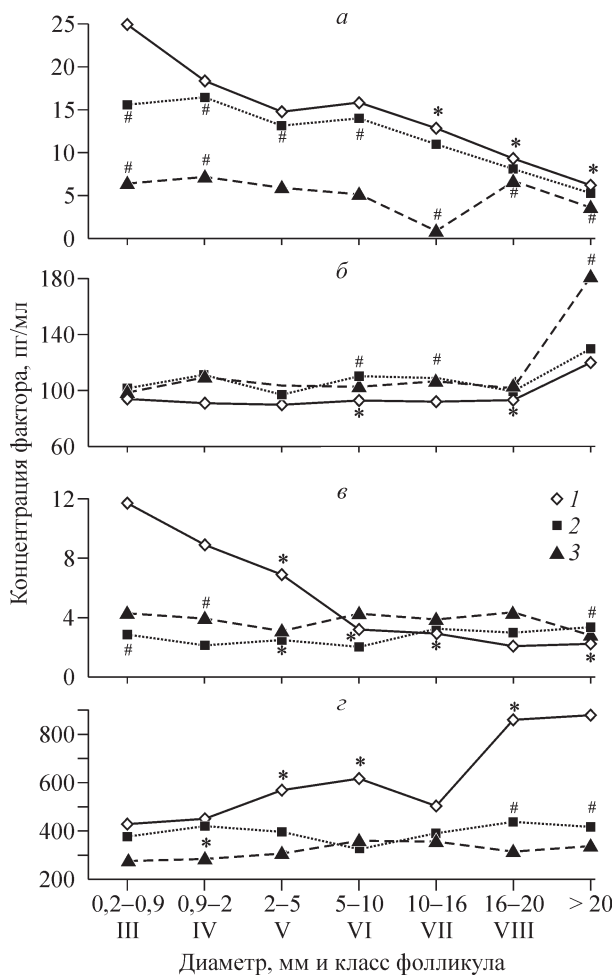 а
25
20
15
10
5
0
# # # # * * *
# # # # #
б
180
140
100
60
# # #
* *
Концентрация фактора, пг/мл
в
12
8
4
0
1
2
3
* # #
# * * * *
г
800
600
400
200
* * * # #
*
0,2–0,9 0,9–2 2–5 5–10 10–16 16–20 > 20
III IV V VI VII VIII
Диаметр, мм и класс фолликула